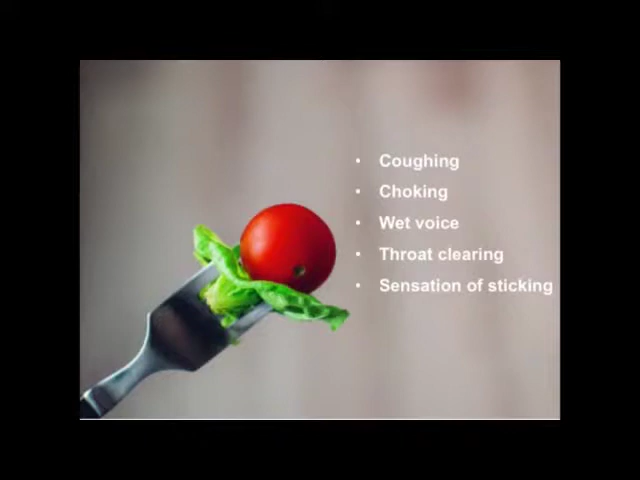 • Coughing
• Choking
• Wet voice
• Throat clearing
• Sensation of sticking